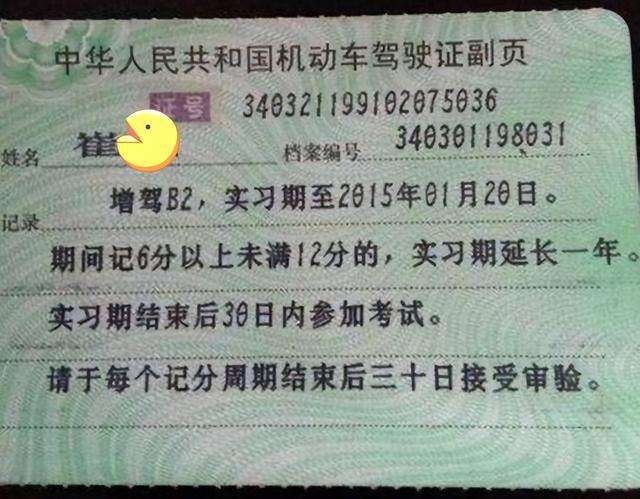 中华人民共和国机动车驾驶证副页
证号 340321199102075036
姓名 崔 档案编号 340301198031
记录 增驾B2，实习期至2015年01月20日。
期间记6分以上未满12分的，实习期延长一年。
实习期结束后30日内参加考试。
请于每个记分周期结束后三十日接受审验。